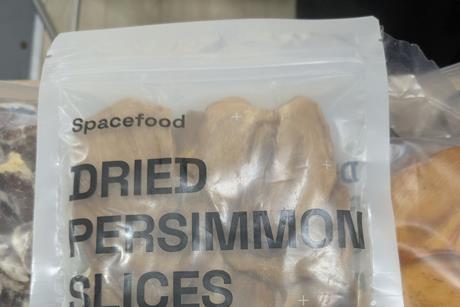 Spacefood
DRIED
PERSIMMON
SLICES